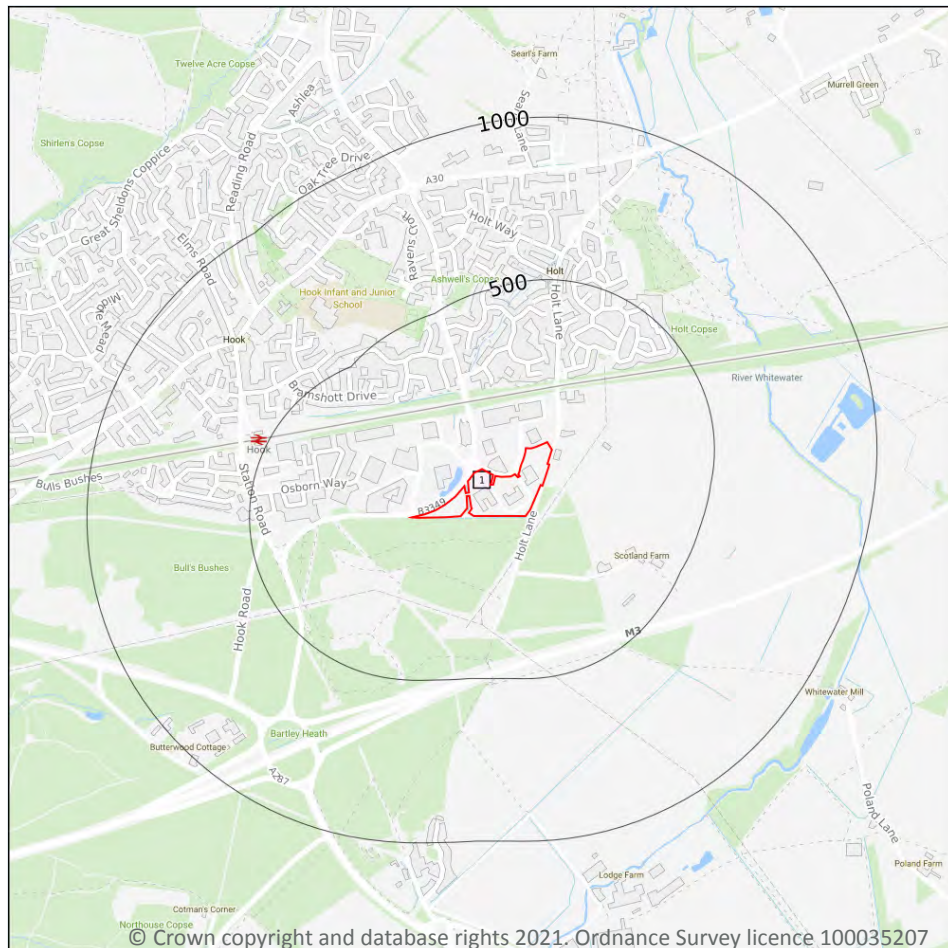 Searl's Farm
Twelve Acre Copse
Murrell Green
Ashlea
Searl's Lane
1000
Shirlen's Copse
Reading Road
Oak Tree Drive
A30
Great Sheldons Coppice
Elms Road
Ravens Croft
Holt Way
Ashwell's Copse
Holt
500
Hook Infant and Junior
School
Middle Mead
Holt Lane
Hook
Holt Copse
Bramshott Drive
River Whitewater
Hook
Bulls Bushes
Station Road
Osborn Way
1
B3349
Holt Lane
Scotland Farm
Bull's Bushes
Hook Road
M3
Whitewater Mill
Bartley Heath
Butterwood Cottage
A287
Poland Lane
Poland Farm
Lodge Farm
Cotman's Corner
Northouse Copse
© Crown copyright and database rights 2021. Ordnance Survey licence 100035207